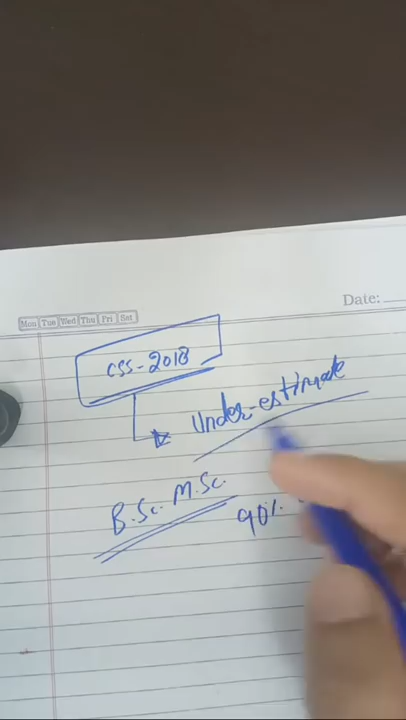 Mon Tue Wed Thu Fri Sat
Date:
CSS-2018
Under-estimate
B.Sc. M.Sc.
90%